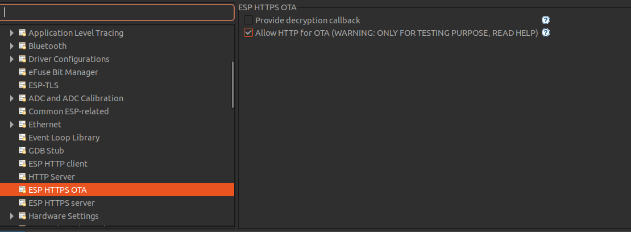 ESP HTTPS OTA
Provide decryption callback
Allow HTTP for OTA (WARNING: ONLY FOR TESTING PURPOSE, READ HELP)
Application Level Tracing
Bluetooth
Driver Configurations
eFuse Bit Manager
ESP-TLS
ADC and ADC Calibration
Common ESP-related
Ethernet
Event Loop Library
GDB Stub
ESP HTTP client
HTTP Server
ESP HTTPS OTA
ESP HTTPS server
Hardware Settings